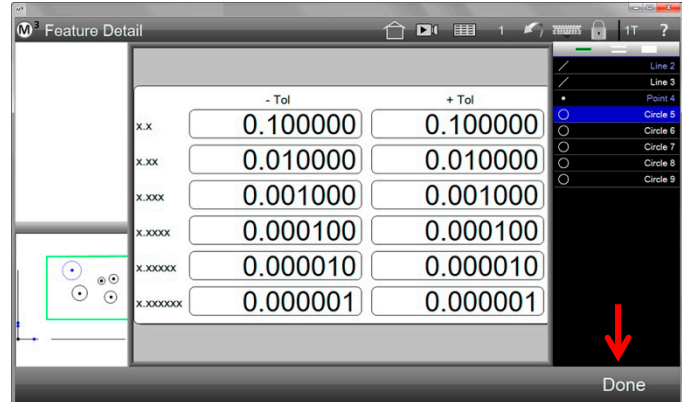 M3 Feature Detail 1 1T ?
Line 2
Line 3
- Tol + Tol
Point 4
x.x 0.100000 0.100000
Circle 5
Circle 6
x.xx 0.010000 0.010000
Circle 7
Circle 8
Circle 9
x.xxx 0.001000 0.001000
x.xxxx 0.000100 0.000100
x.xxxxx 0.000010 0.000010
x.xxxxxx 0.000001 0.000001
Done